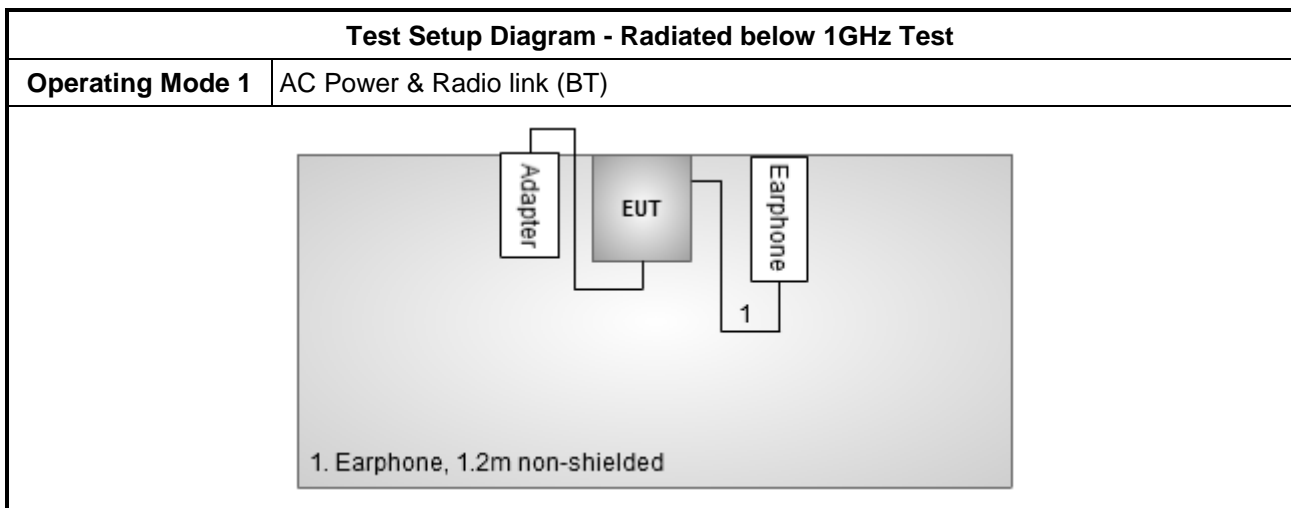 Test Setup Diagram - Radiated below 1GHz Test
Operating Mode 1 AC Power & Radio link (BT)
Adapter
EUT
Earphone
1
1. Earphone, 1.2m non-shielded